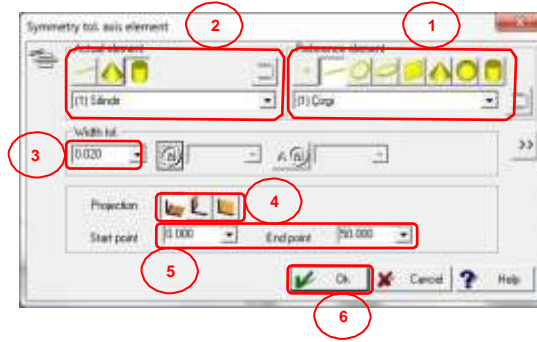 Symmetry tol. axis element
2
1
Actual element
Reference element
(1) Silindir
(1) Çizgi
Width tol.
3
0.020
>>
Projection
4
Start point
0.000
End point
50.000
5
Ok
Cancel
?
Help
6